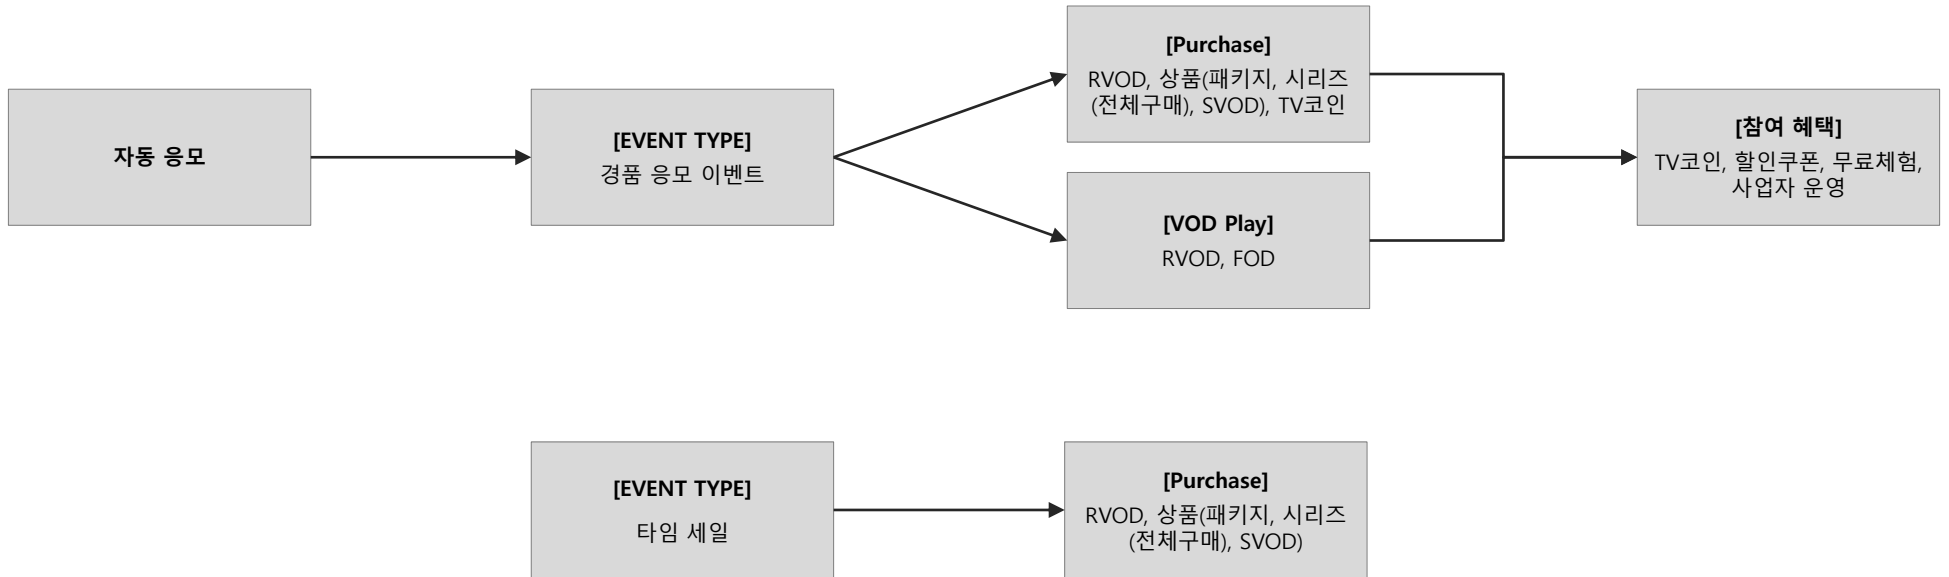 자동 응모
[EVENT TYPE]
경품 응모 이벤트
[Purchase]
RVOD, 상품(패키지, 시리즈
(전체구매), SVOD), TV코인
[VOD Play]
RVOD, FOD
[참여 혜택]
TV코인, 할인쿠폰, 무료체험,
사업자 운영
[EVENT TYPE]
타임 세일
[Purchase]
RVOD, 상품(패키지, 시리즈
(전체구매), SVOD)